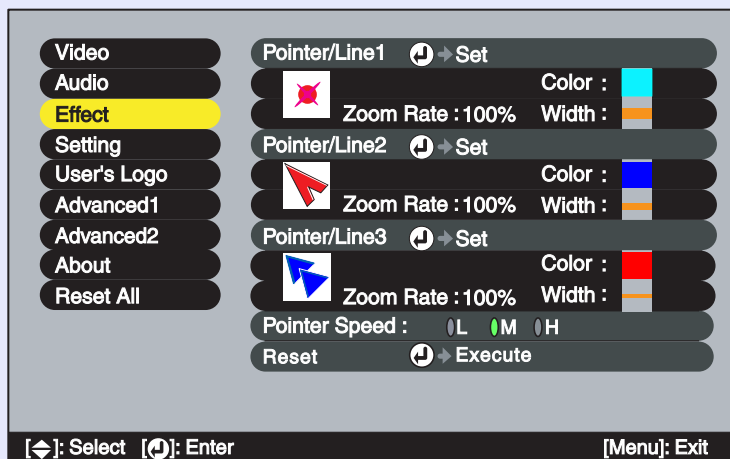 Video
Audio
Effect
Setting
User's Logo
Advanced1
Advanced2
About
Reset All
Pointer/Line1 Set
Color :
Zoom Rate : 100% Width :
Pointer/Line2 Set
Color :
Zoom Rate : 100% Width :
Pointer/Line3 Set
Color :
Zoom Rate : 100% Width :
Pointer Speed : L M H
Reset Execute
[ ]: Select [ ]: Enter [Menu]: Exit